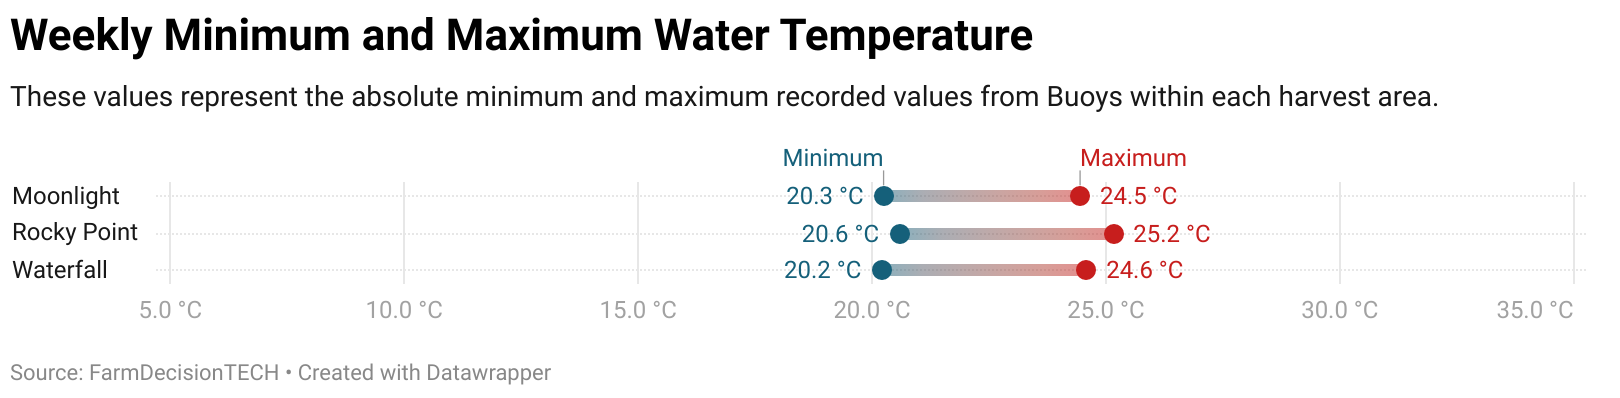 Weekly Minimum and Maximum Water Temperature
These values represent the absolute minimum and maximum recorded values from Buoys within each harvest area.
Minimum Maximum
Moonlight 20.3 °C 24.5 °C
Rocky Point 20.6 °C 25.2 °C
Waterfall 20.2 °C 24.6 °C
5.0 °C 10.0 °C 15.0 °C 20.0 °C 25.0 °C 30.0 °C 35.0 °C
Source: FarmDecisionTECH • Created with Datawrapper